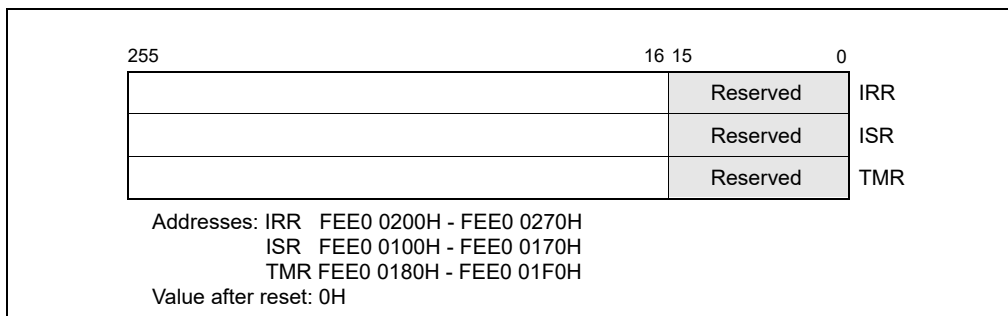 255 16 15 0
Reserved IRR
Reserved ISR
Reserved TMR
Addresses: IRR FEE0 0200H - FEE0 0270H
ISR FEE0 0100H - FEE0 0170H
TMR FEE0 0180H - FEE0 01F0H
Value after reset: 0H